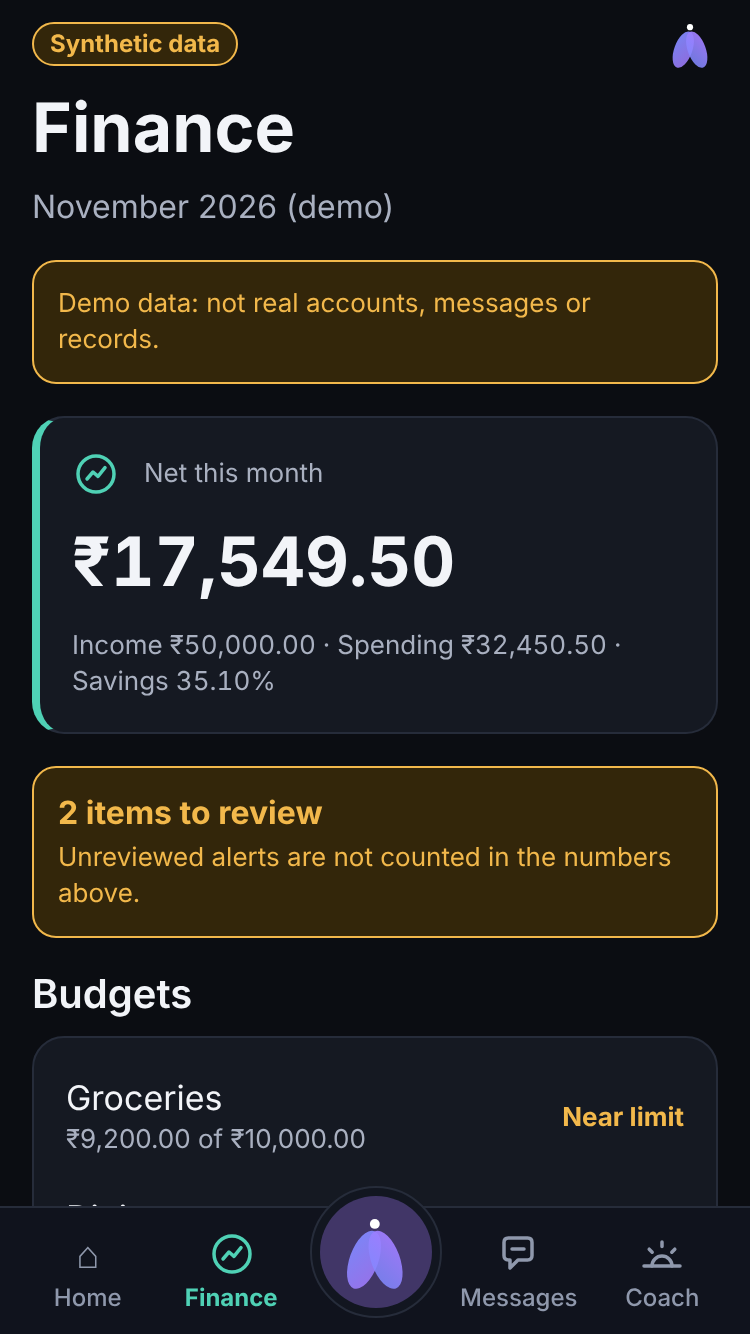 Synthetic data
Finance
November 2026 (demo)
Demo data: not real accounts, messages or
records.
Net this month
₹17,549.50
Income ₹50,000.00 · Spending ₹32,450.50 ·
Savings 35.10%
2 items to review
Unreviewed alerts are not counted in the numbers
above.
Budgets
Groceries
Near limit
₹9,200.00 of ₹10,000.00
Home
Finance
Messages
Coach